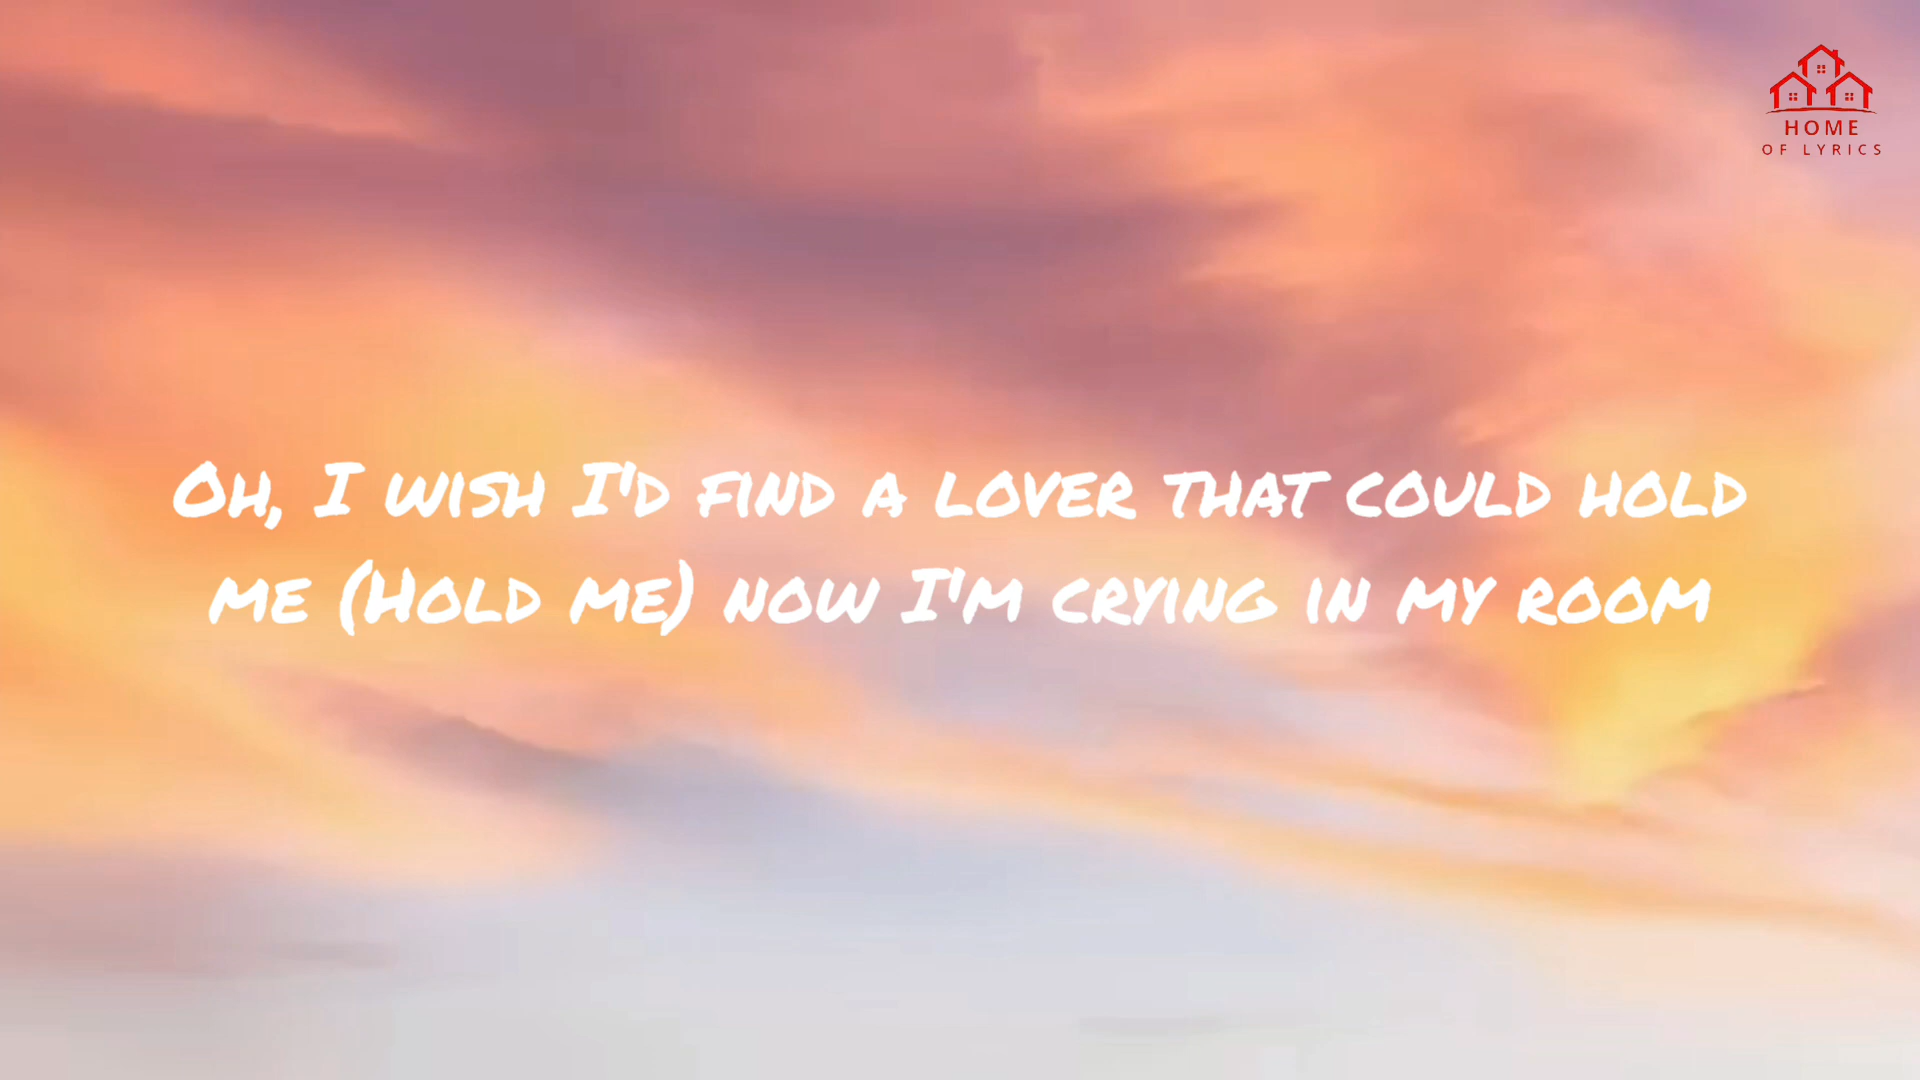 HOME
OF LYRICS
OH, I WISH I'D FIND A LOVER THAT COULD HOLD
ME (HOLD ME) NOW I'M CRYING IN MY ROOM